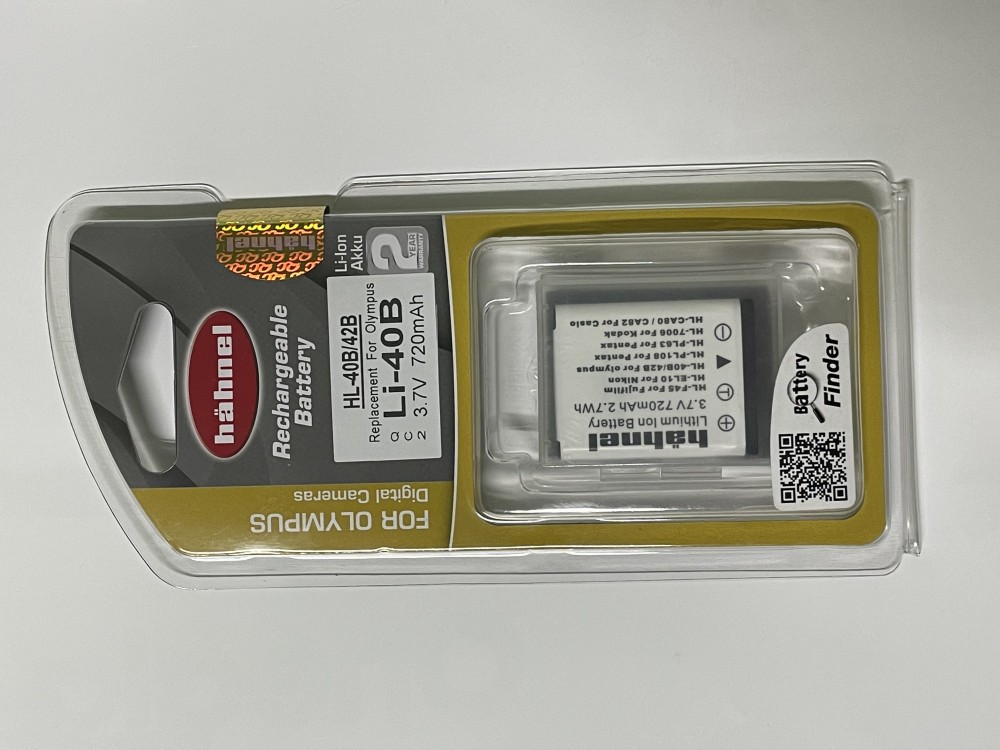 hähnel
hähnel
Rechargeable
Battery
Li-Ion
Akku
2
YEAR
WARRANTY
HL-40B/42B
Replacement For Olympus
Li-40B
3.7V 720mAh
Q
C
2
FOR OLYMPUS
Digital Cameras
hähnel
Lithium Ion Battery
3.7V 720mAh 2.7Wh
HL-F45 For Fujifilm
HL-EL10 For Nikon
HL-40B/42B For olympus
HL-PL108 For Pentax
HL-PL63 For Pentax
HL-7006 For Kodak
HL-CA80 / CA82 For Casio
+ T −
Battery
Finder